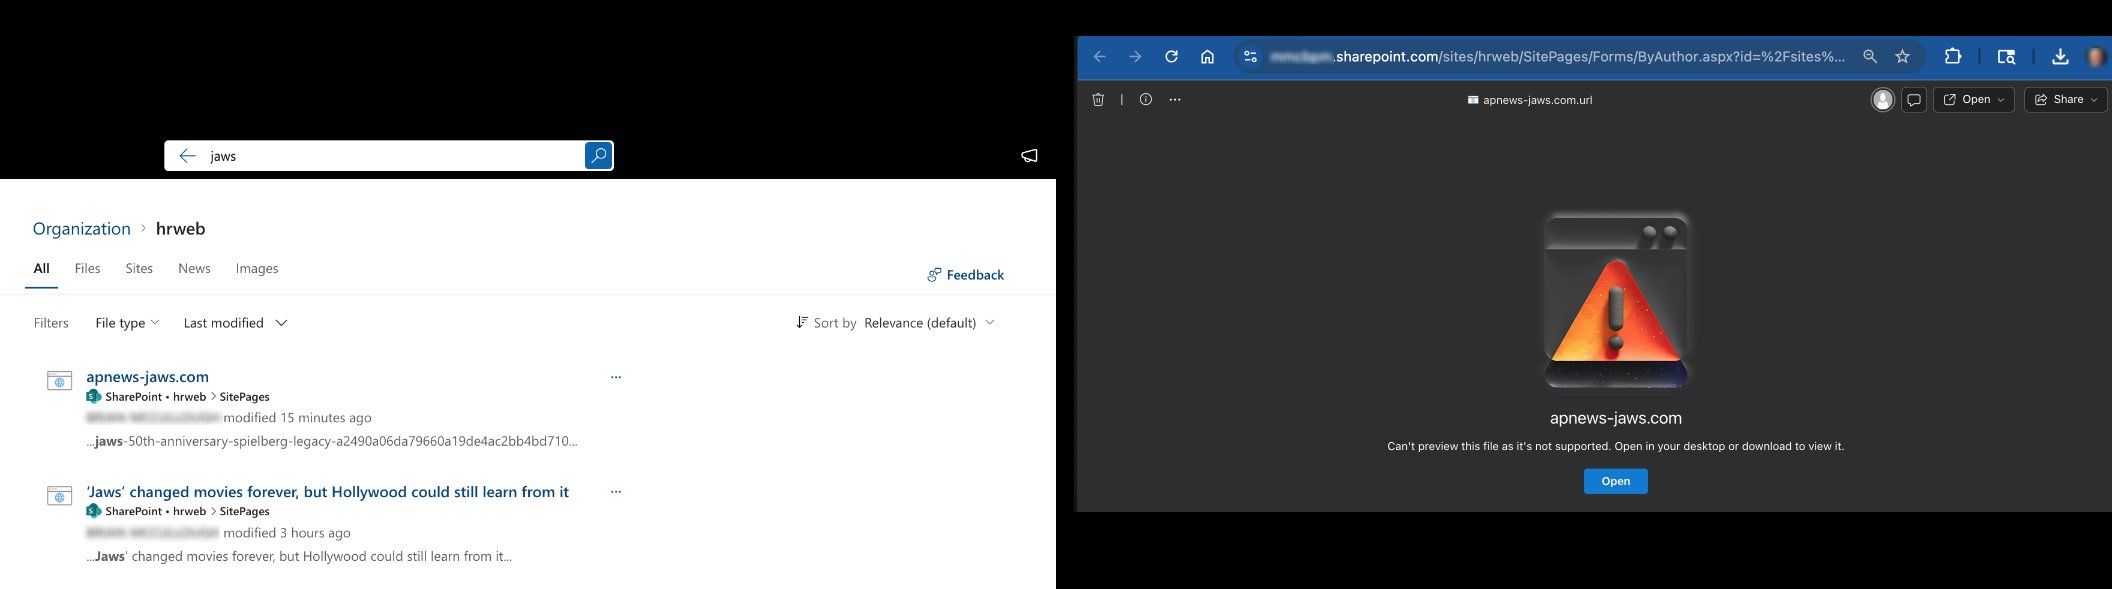 jaws
Organization > hrweb
All Files Sites News Images
Feedback
Filters File type Last modified
Sort by Relevance (default)
apnews-jaws.com
SharePoint • hrweb > SitePages
modified 15 minutes ago
...jaws-50th-anniversary-spielberg-legacy-a2490a06da79660a19de4ac2bb4bd710...
‘Jaws’ changed movies forever, but Hollywood could still learn from it
SharePoint • hrweb > SitePages
modified 3 hours ago
...Jaws’ changed movies forever, but Hollywood could still learn from it...
.sharepoint.com/sites/hrweb/SitePages/Forms/ByAuthor.aspx?id=%2Fsites%...
apnews-jaws.com.url
Open
Share
apnews-jaws.com
Can't preview this file as it's not supported. Open in your desktop or download to view it.
Open